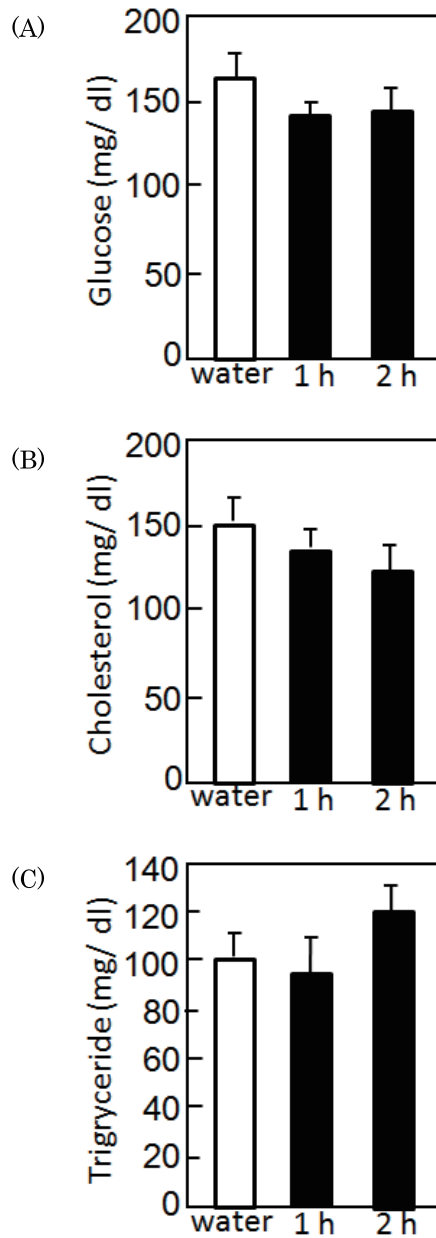 (A)
Glucose (mg/ dl)
200
150
100
50
0
water 1 h 2 h
(B)
Cholesterol (mg/ dl)
200
150
100
50
0
water 1 h 2 h
(C)
Trigryceride (mg/ dl)
140
120
100
80
60
40
20
0
water 1 h 2 h